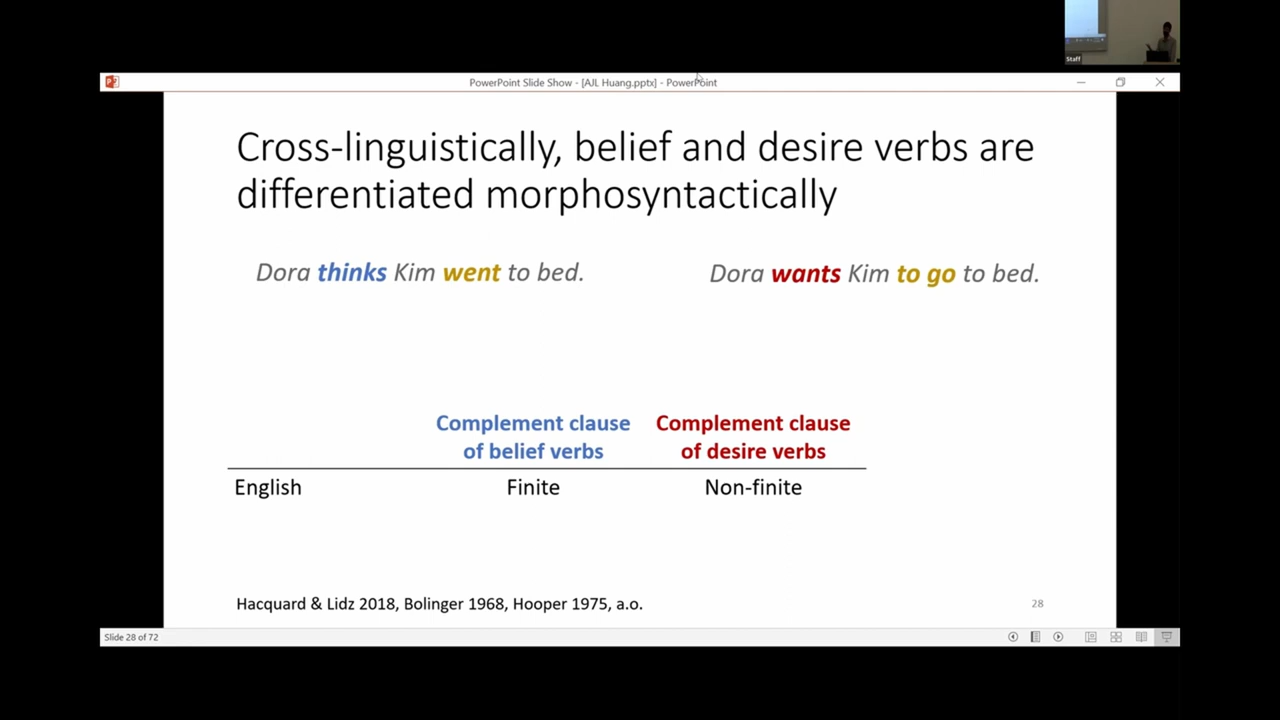 Staff
PowerPoint Slide Show - [AJL Huang.pptx] - PowerPoint
Cross-linguistically, belief and desire verbs are
differentiated morphosyntactically
Dora thinks Kim went to bed.
Dora wants Kim to go to bed.
Complement clause
of belief verbs
Complement clause
of desire verbs
English Finite Non-finite
Hacquard & Lidz 2018, Bolinger 1968, Hooper 1975, a.o.
28
Slide 28 of 72